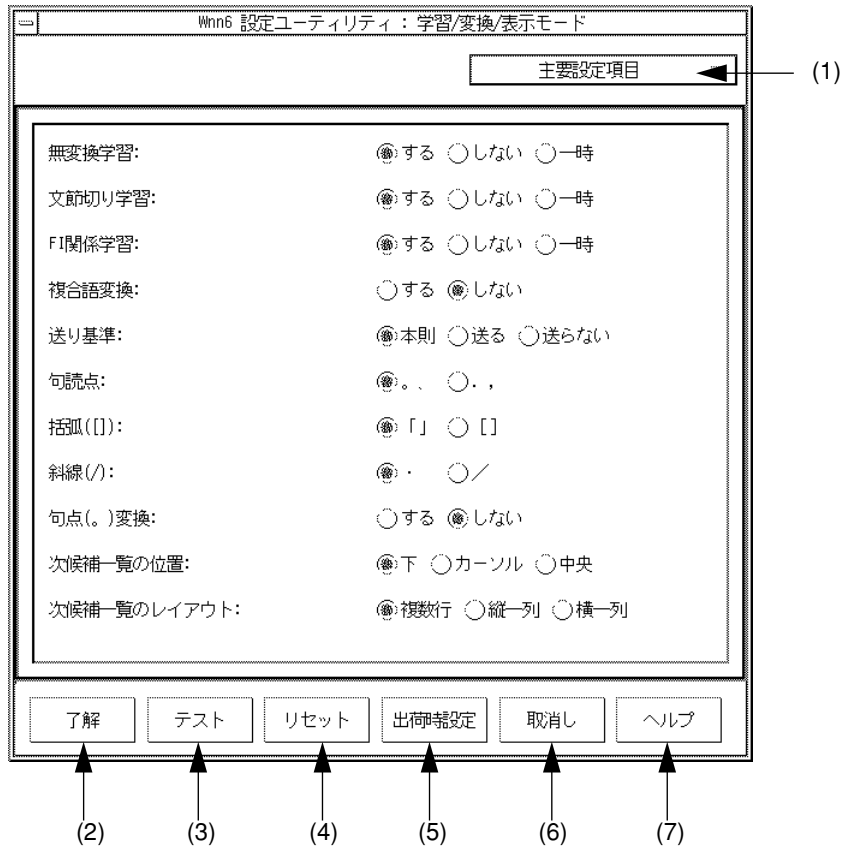 Wnn6 設定ユーティリティ : 学習/変換/表示モード
主要設定項目
(1)
無変換学習: する しない 一時
文節切り学習: する しない 一時
FI関係学習: する しない 一時
複合語変換: する しない
送り基準: 本則 送る 送らない
句読点: 。、 . ,
括弧([]): 「」 []
斜線(/): ・ /
句点(。)変換: する しない
次候補一覧の位置: 下 カーソル 中央
次候補一覧のレイアウト: 複数行 縦一列 横一列
了解 テスト リセット 出荷時設定 取消し ヘルプ
(2) (3) (4) (5) (6) (7)